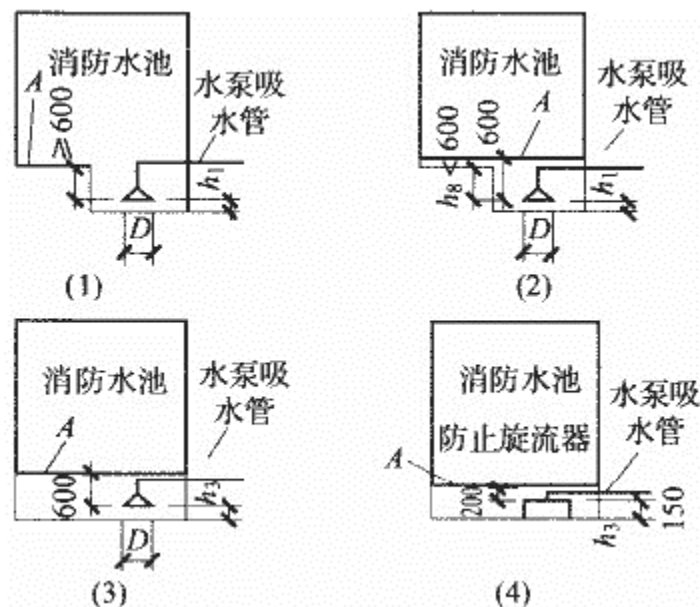 消防水池
A
≥600
水泵吸
水管
h₁
D
(1)
消防水池
A
水泵吸
水管
<600
600
h₈
h₁
D
(2)
消防水池
A
水泵吸
水管
600
h₃
D
(3)
消防水池
防止旋流器
A
水泵吸
水管
200
h₃
150
(4)